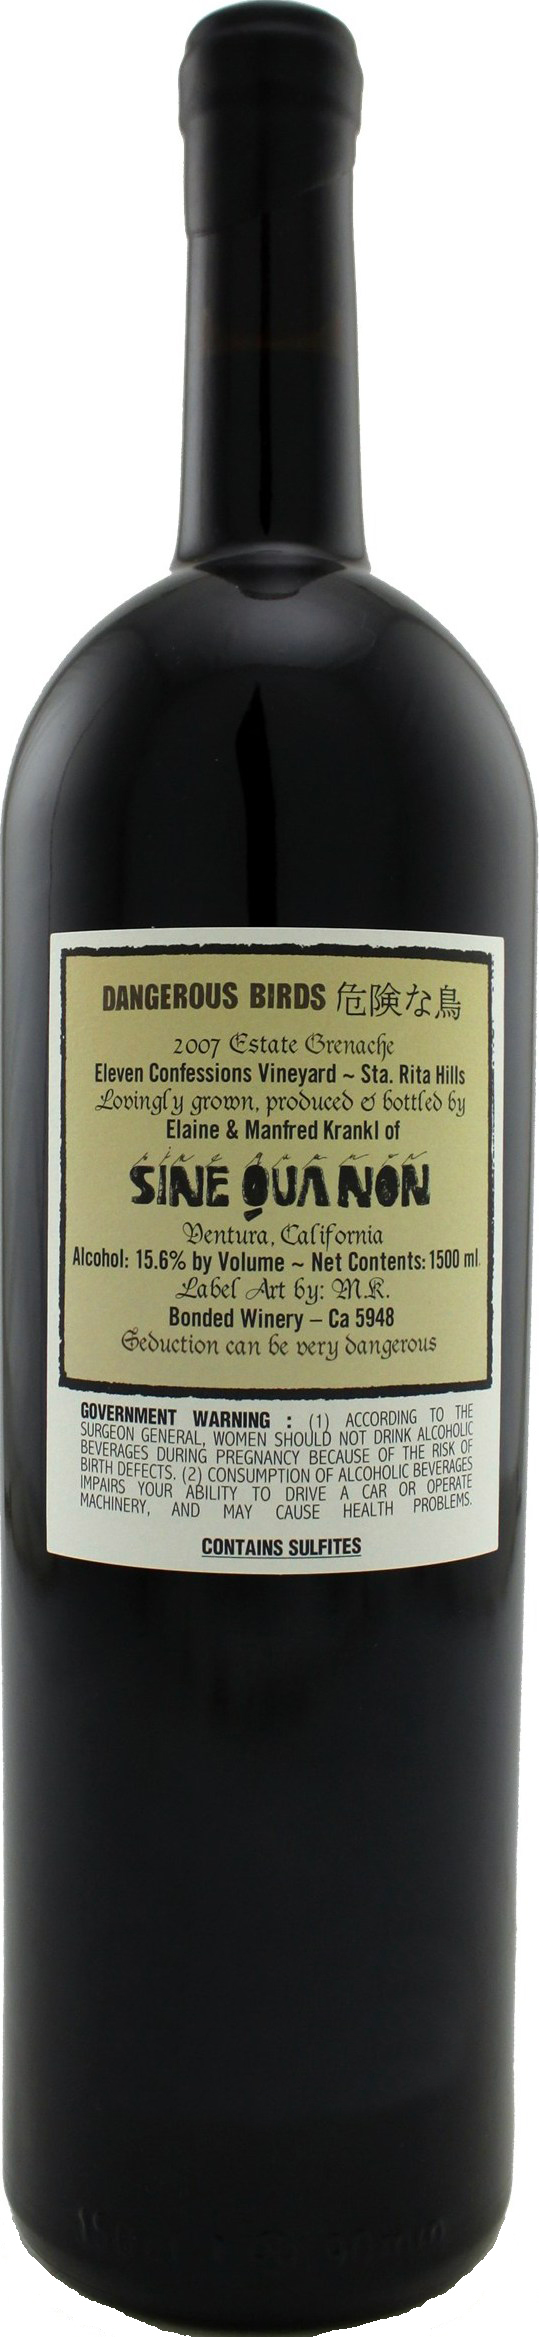 DANGEROUS BIRDS 危険な鳥
2007 Estate Grenache
Eleven Confessions Vineyard ~ Sta. Rita Hills
Lovingly grown, produced & bottled by
Elaine & Manfred Krankl of
SINE QUA NON
Ventura, California
Alcohol: 15.6% by Volume ~ Net Contents: 1500 ml.
Label Art by: M.K.
Bonded Winery – Ca 5948
Seduction can be very dangerous
GOVERNMENT WARNING : (1) ACCORDING TO THE
SURGEON GENERAL, WOMEN SHOULD NOT DRINK ALCOHOLIC
BEVERAGES DURING PREGNANCY BECAUSE OF THE RISK OF
BIRTH DEFECTS. (2) CONSUMPTION OF ALCOHOLIC BEVERAGES
IMPAIRS YOUR ABILITY TO DRIVE A CAR OR OPERATE
MACHINERY, AND MAY CAUSE HEALTH PROBLEMS.
CONTAINS SULFITES